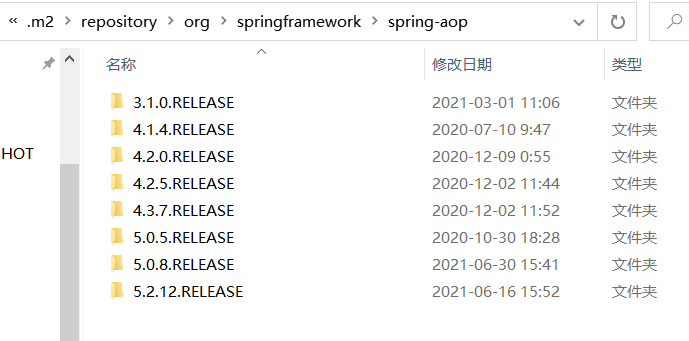 « .m2 > repository > org > springframework > spring-aop
名称 修改日期 类型
3.1.0.RELEASE 2021-03-01 11:06 文件夹
4.1.4.RELEASE 2020-07-10 9:47 文件夹
HOT 4.2.0.RELEASE 2020-12-09 0:55 文件夹
4.2.5.RELEASE 2020-12-02 11:44 文件夹
4.3.7.RELEASE 2020-12-02 11:52 文件夹
5.0.5.RELEASE 2020-10-30 18:28 文件夹
5.0.8.RELEASE 2021-06-30 15:41 文件夹
5.2.12.RELEASE 2021-06-16 15:52 文件夹